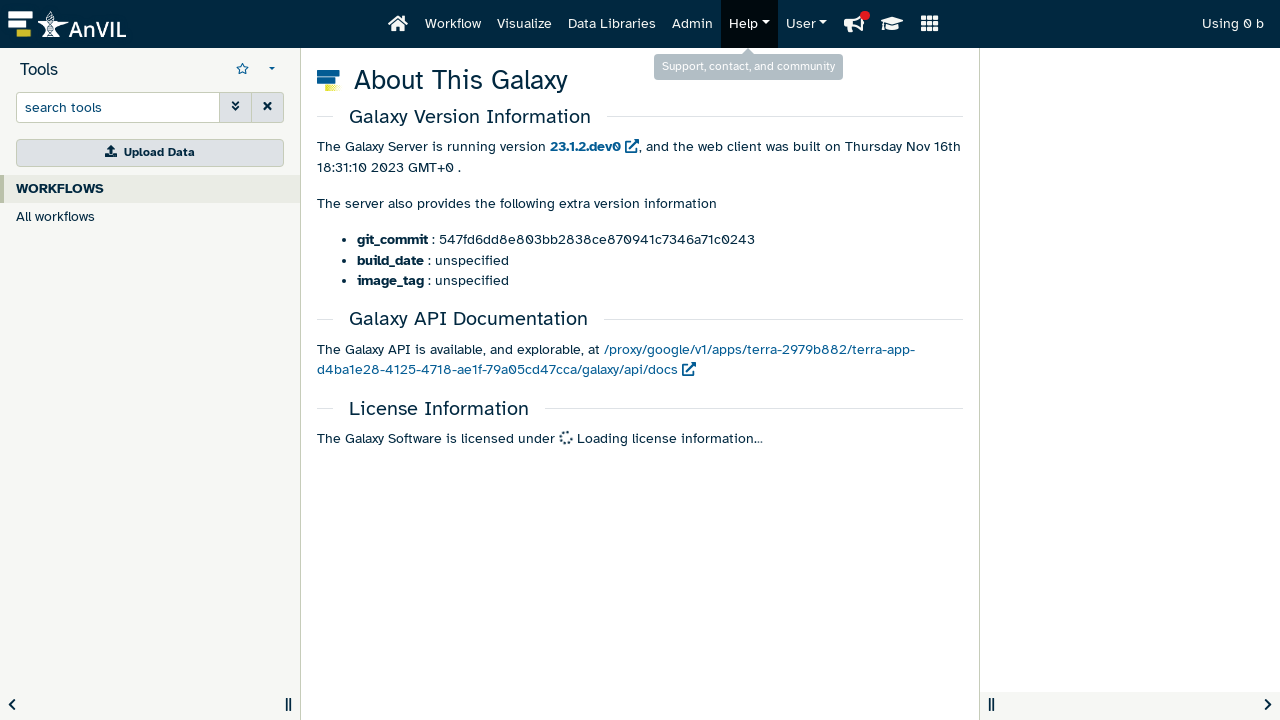 AnVIL
Workflow
Visualize
Data Libraries
Admin
Help
User
Using 0 b
Support, contact, and community
Tools
search tools
Upload Data
WORKFLOWS
All workflows
About This Galaxy
Galaxy Version Information
The Galaxy Server is running version 23.1.2.dev0, and the web client was built on Thursday Nov 16th
18:31:10 2023 GMT+0 .
The server also provides the following extra version information
• git_commit : 547fd6dd8e803bb2838ce870941c7346a71c0243
• build_date : unspecified
• image_tag : unspecified
Galaxy API Documentation
The Galaxy API is available, and explorable, at /proxy/google/v1/apps/terra-2979b882/terra-app-
d4ba1e28-4125-4718-ae1f-79a05cd47cca/galaxy/api/docs
License Information
The Galaxy Software is licensed under Loading license information...